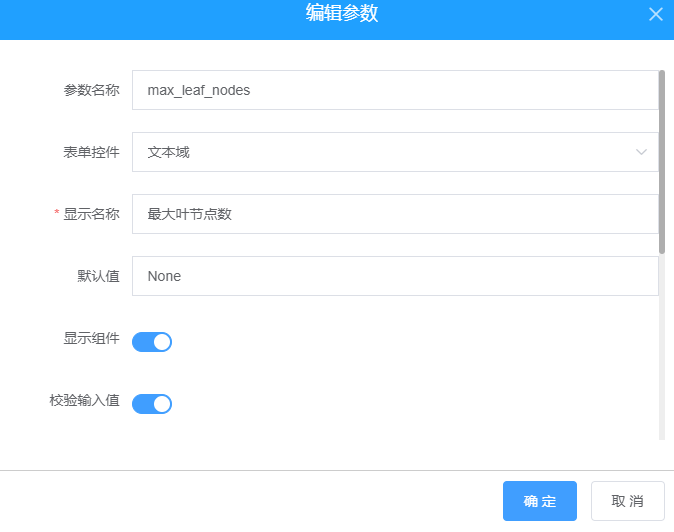 编辑参数
参数名称 max_leaf_nodes
表单控件 文本域
* 显示名称 最大叶节点数
默认值 None
显示组件
校验输入值
确 定 取 消